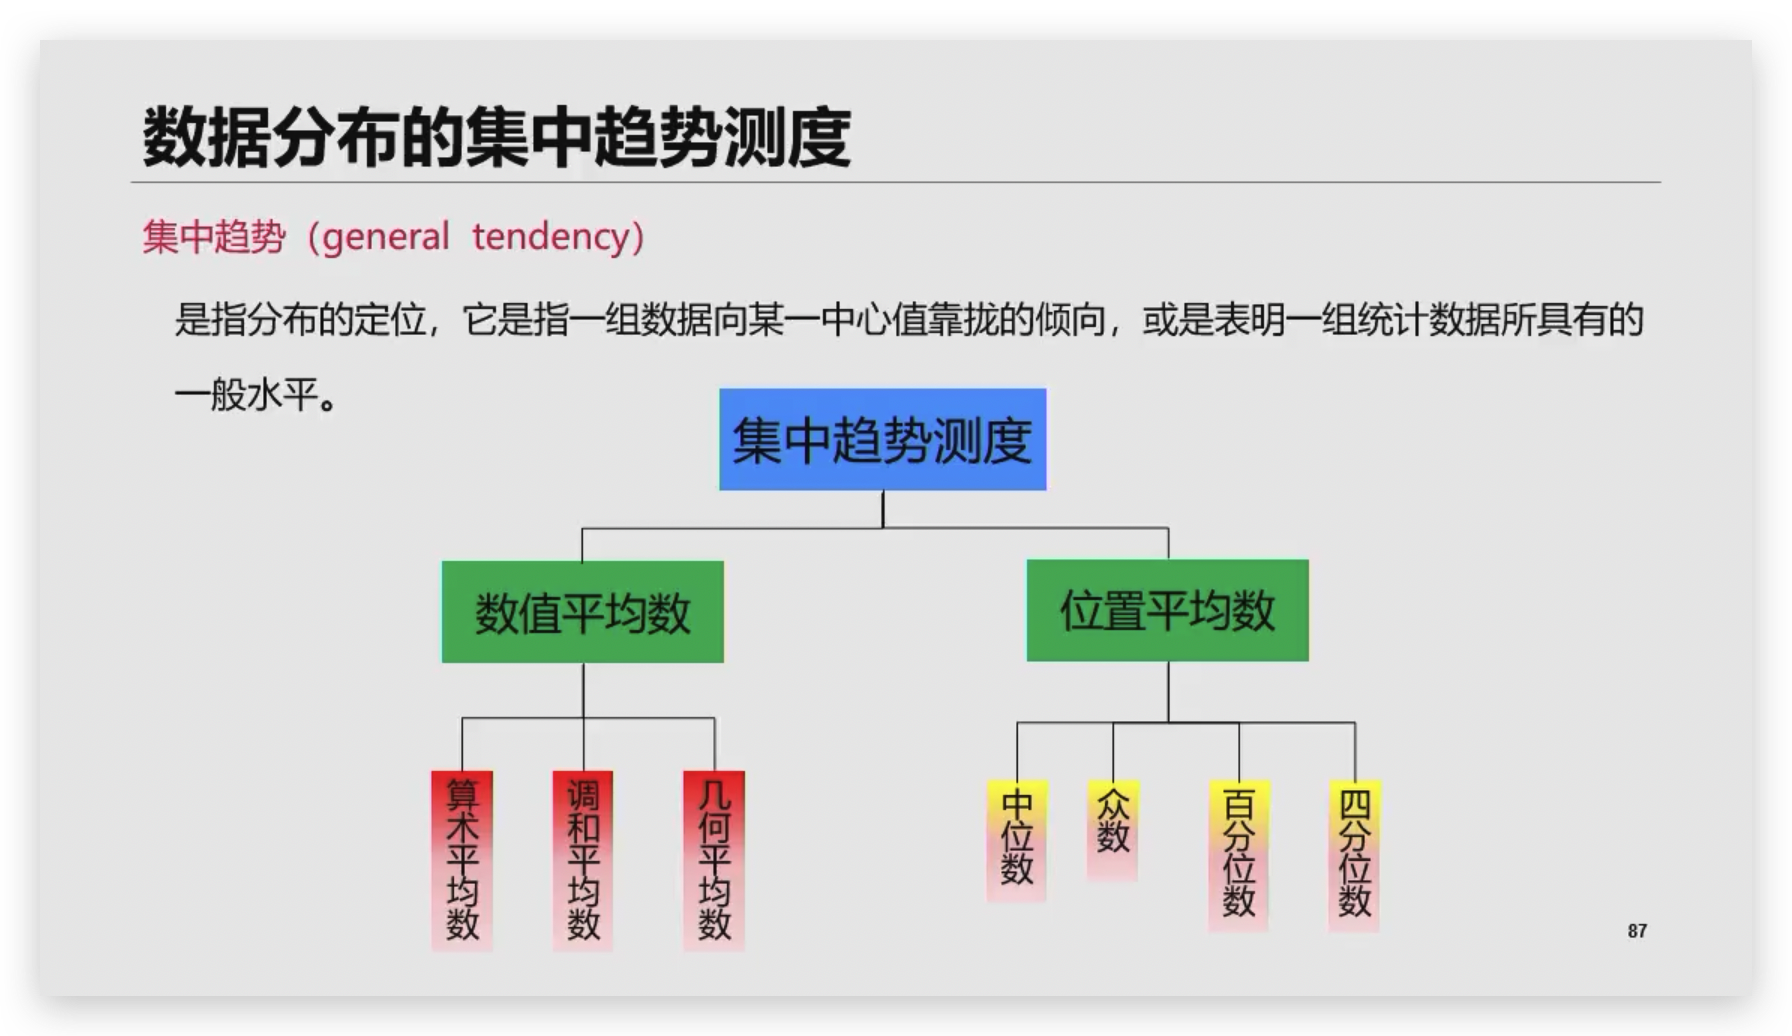 数据分布的集中趋势测度
集中趋势（general tendency）
是指分布的定位，它是指一组数据向某一中心值靠拢的倾向，或是表明一组统计数据所具有的
一般水平。
集中趋势测度
数值平均数
位置平均数
算术平均数
调和平均数
几何平均数
中位数
众数
百分位数
四分位数
87